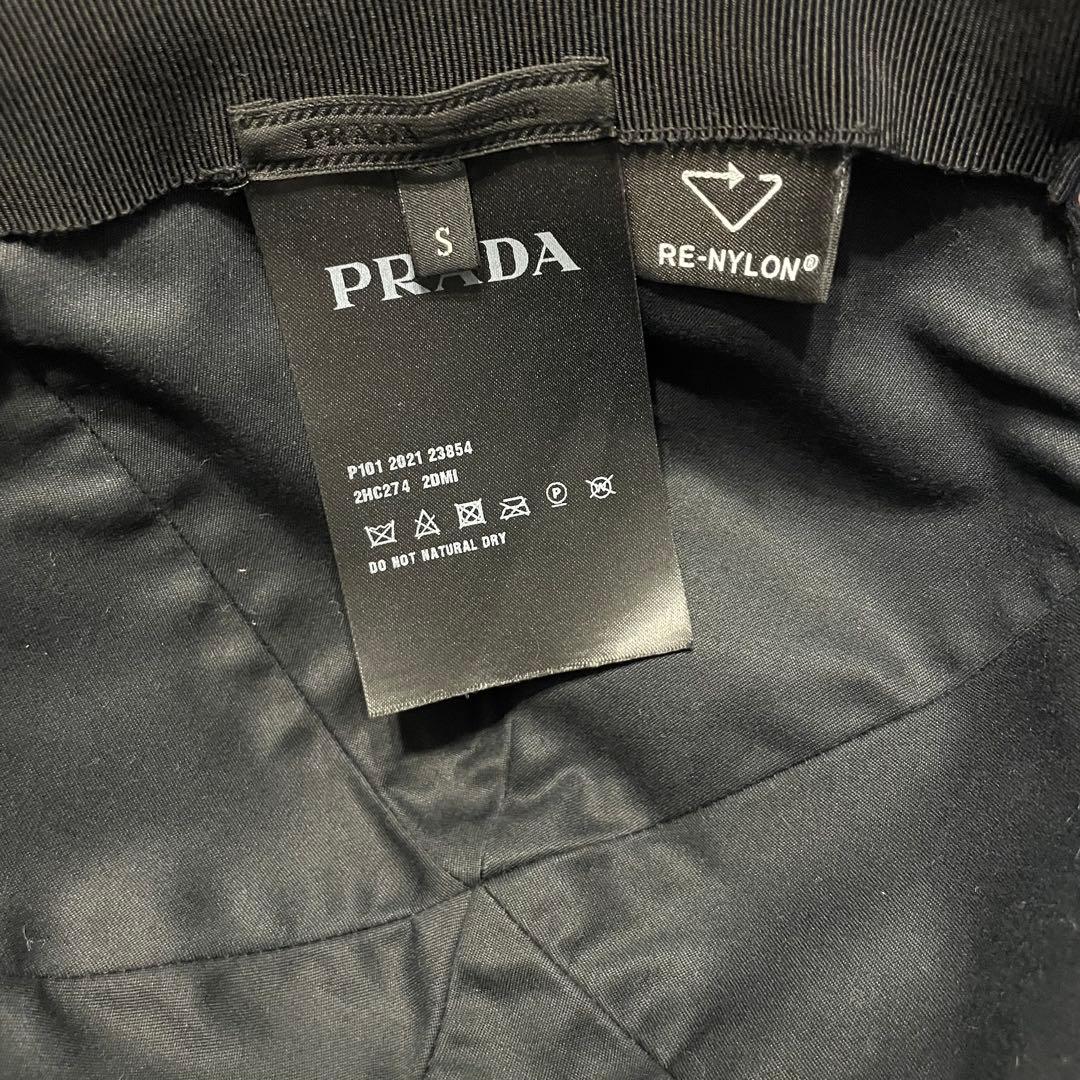 PRADA
S
PRADA
RE-NYLON®
P101 2021 23854
2HC274 2DMI
P W
DO NOT NATURAL DRY